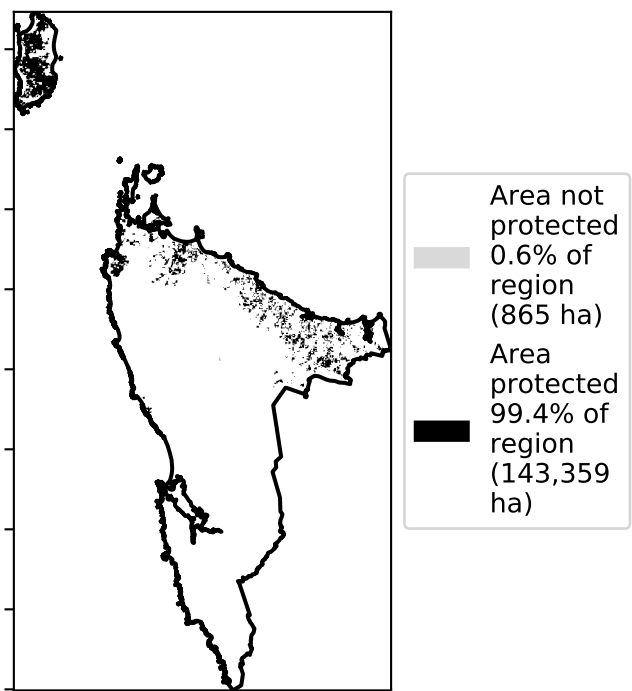 Area not
protected
0.6% of
region
(865 ha)
Area
protected
99.4% of
region
(143,359
ha)